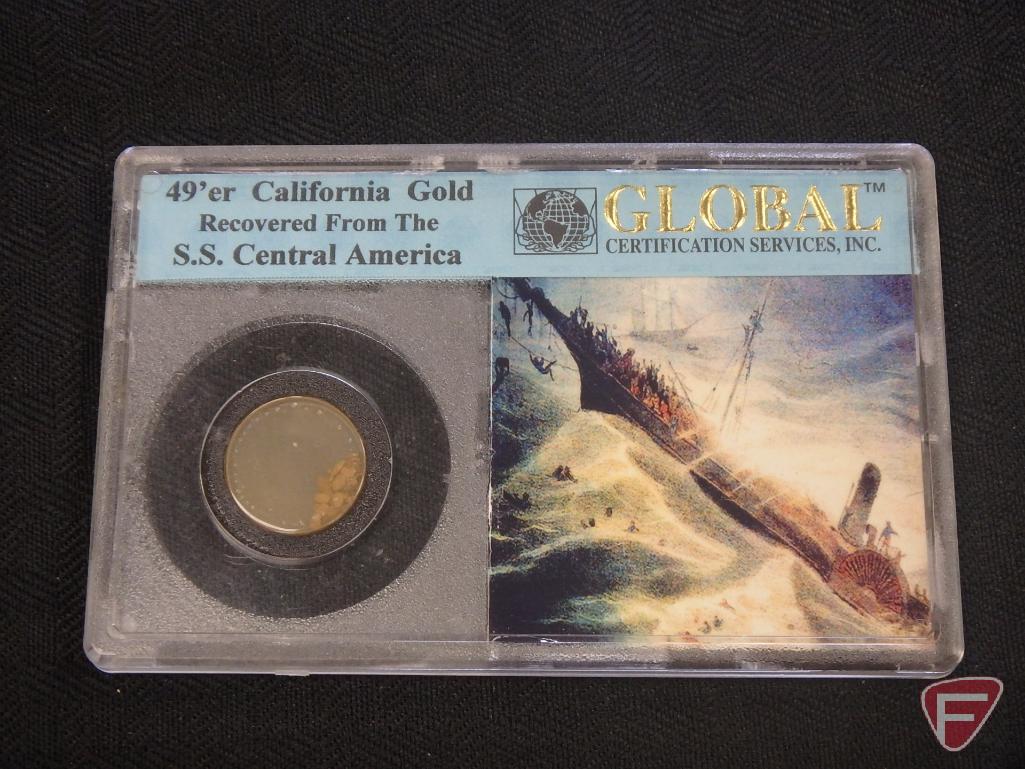 49'er California Gold
Recovered From The
S.S. Central America
GLOBAL™
CERTIFICATION SERVICES, INC.
F